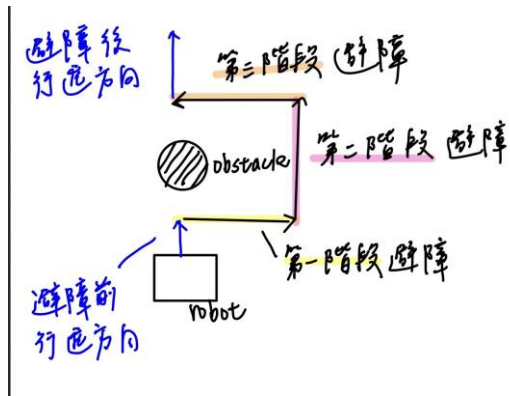 避障後
行進方向
第三階段 避障
obstacle
第二階段 避障
第一階段 避障
避障前
行進方向
robot